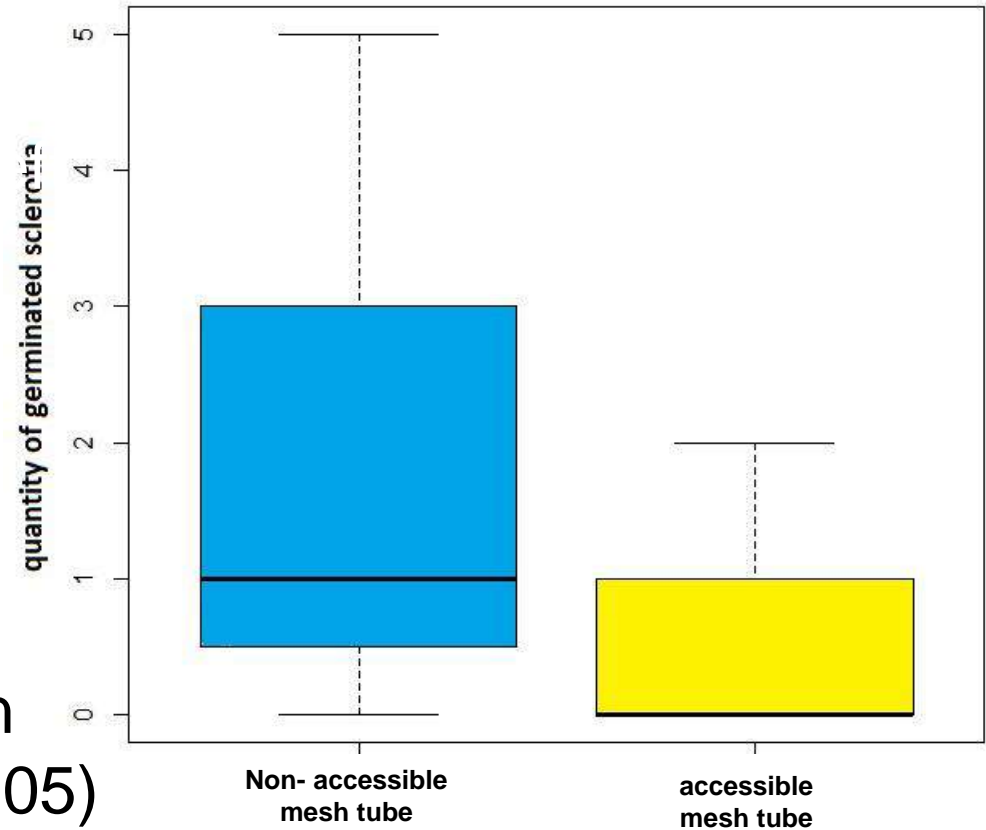 quantity of germinated sclerotia
5
4
3
2
1
0
n
05)
Non- accessible
mesh tube
accessible
mesh tube